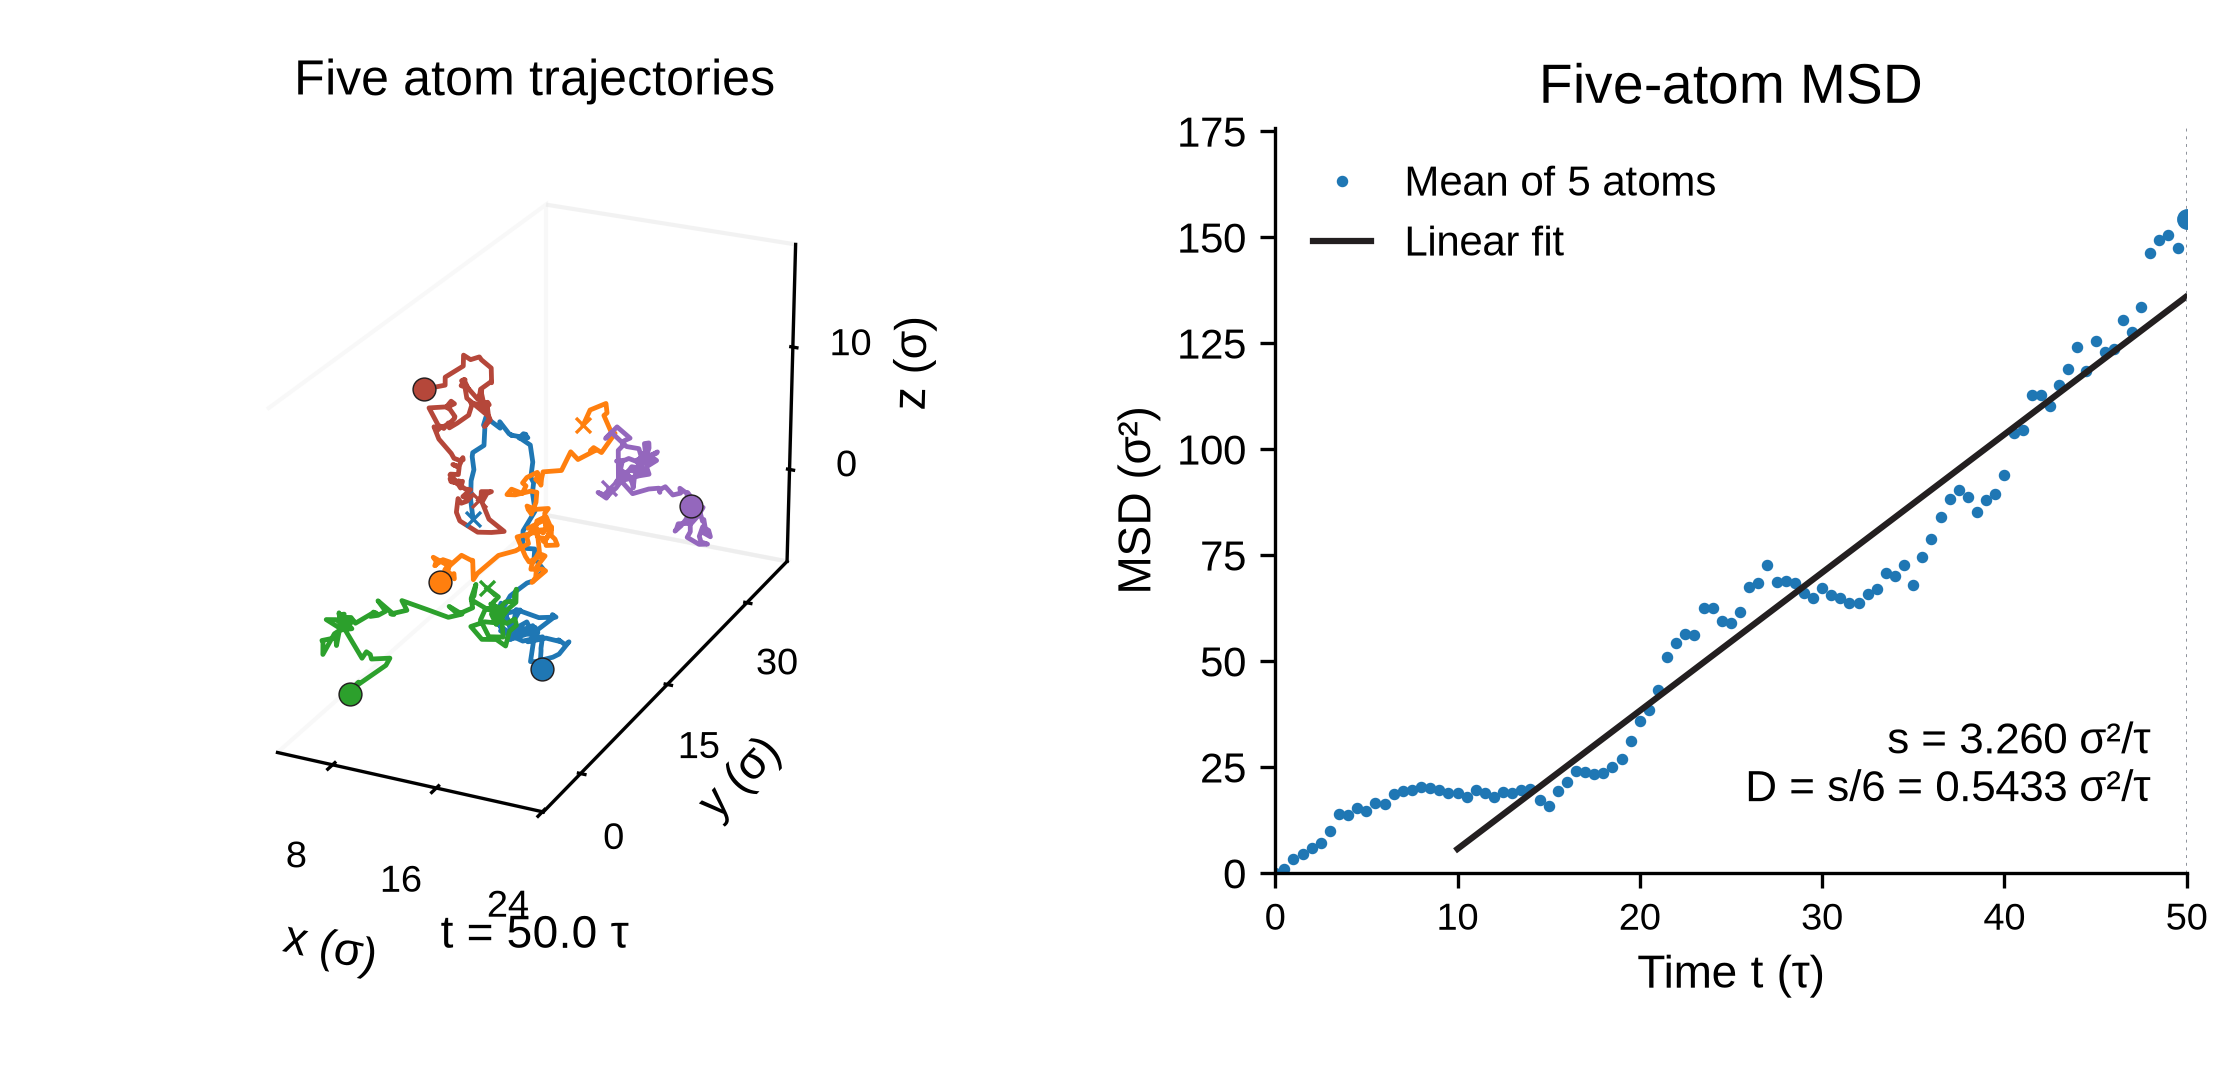 Five atom trajectories
10
0
z (σ)
30
15
0
y (σ)
8
16
24
x (σ)
t = 50.0 τ
Five-atom MSD
175
150
125
100
75
50
25
0
MSD (σ²)
Mean of 5 atoms
Linear fit
s = 3.260 σ²/τ
D = s/6 = 0.5433 σ²/τ
0
10
20
30
40
50
Time t (τ)